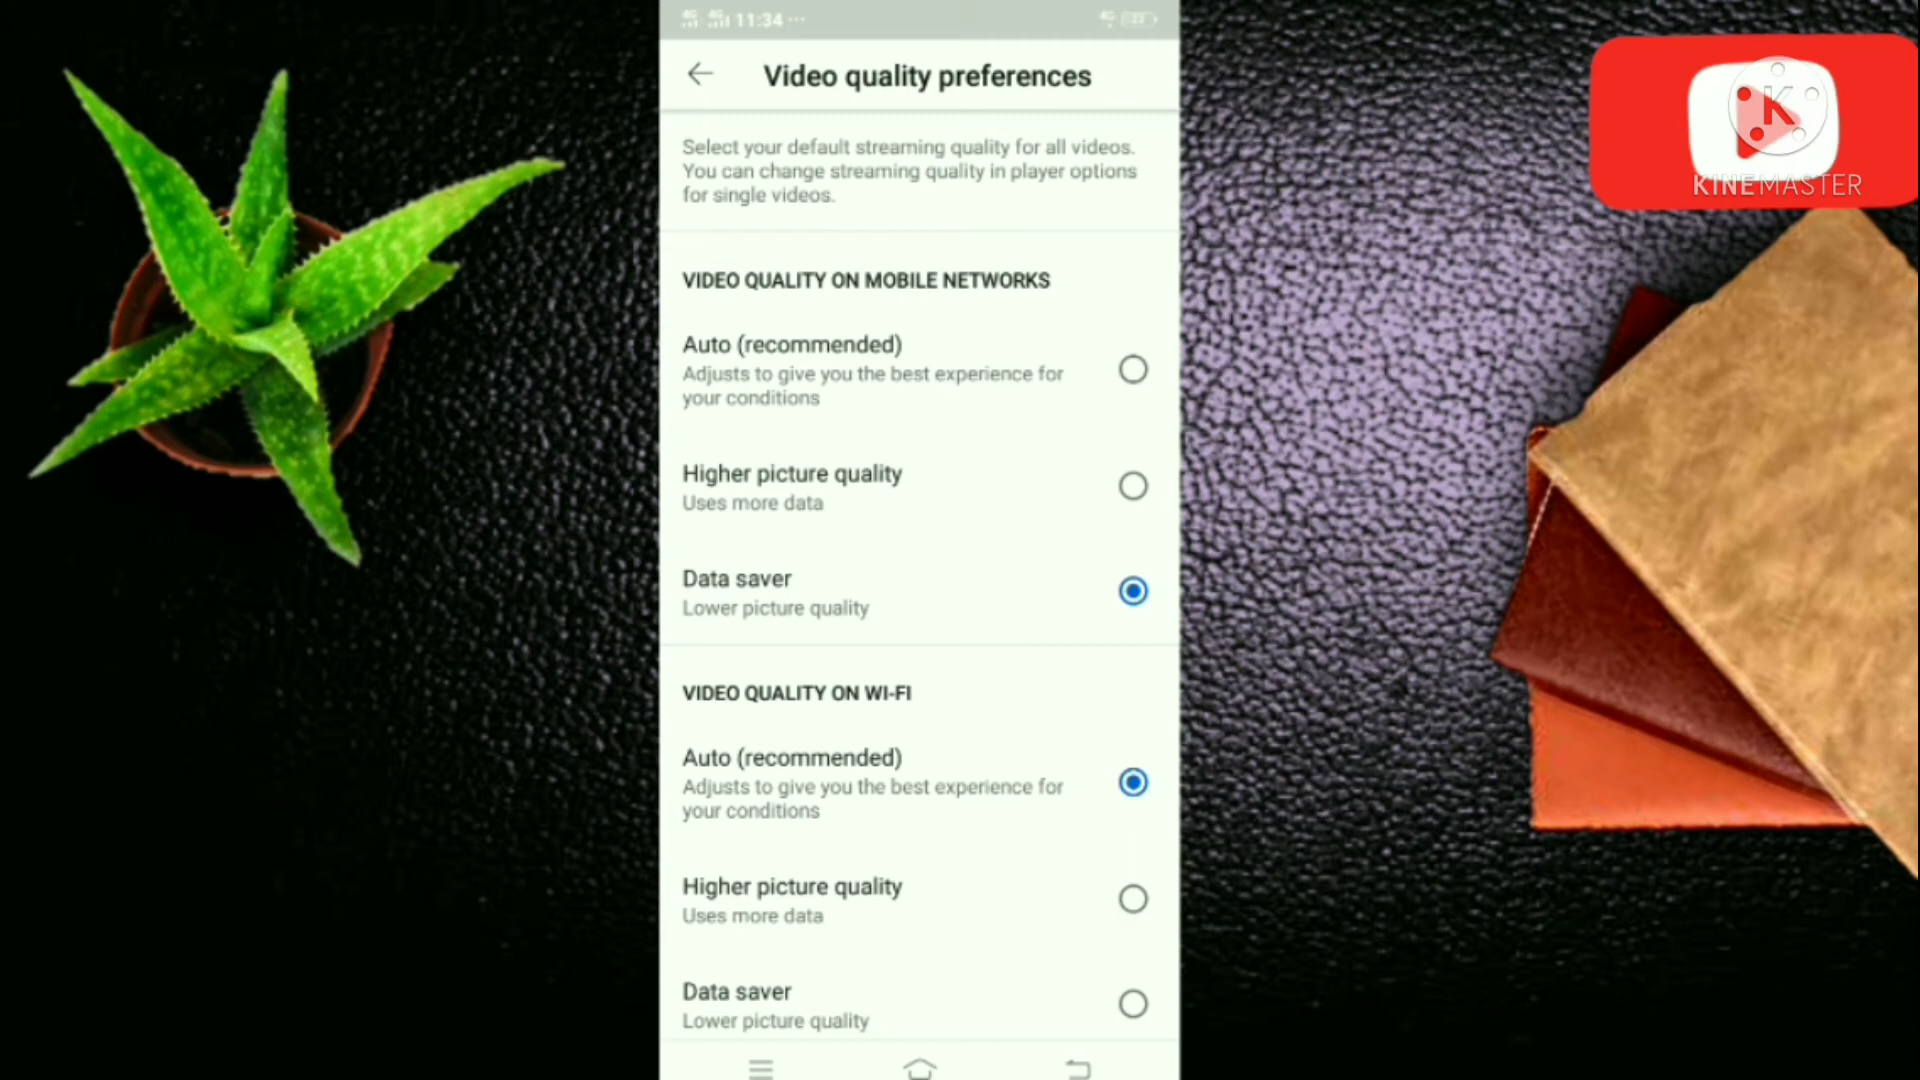 11:34
Video quality preferences
Select your default streaming quality for all videos.
You can change streaming quality in player options
for single videos.
VIDEO QUALITY ON MOBILE NETWORKS
Auto (recommended)
Adjusts to give you the best experience for
your conditions
Higher picture quality
Uses more data
Data saver
Lower picture quality
VIDEO QUALITY ON WI-FI
Auto (recommended)
Adjusts to give you the best experience for
your conditions
Higher picture quality
Uses more data
Data saver
Lower picture quality
K
KINEMASTER